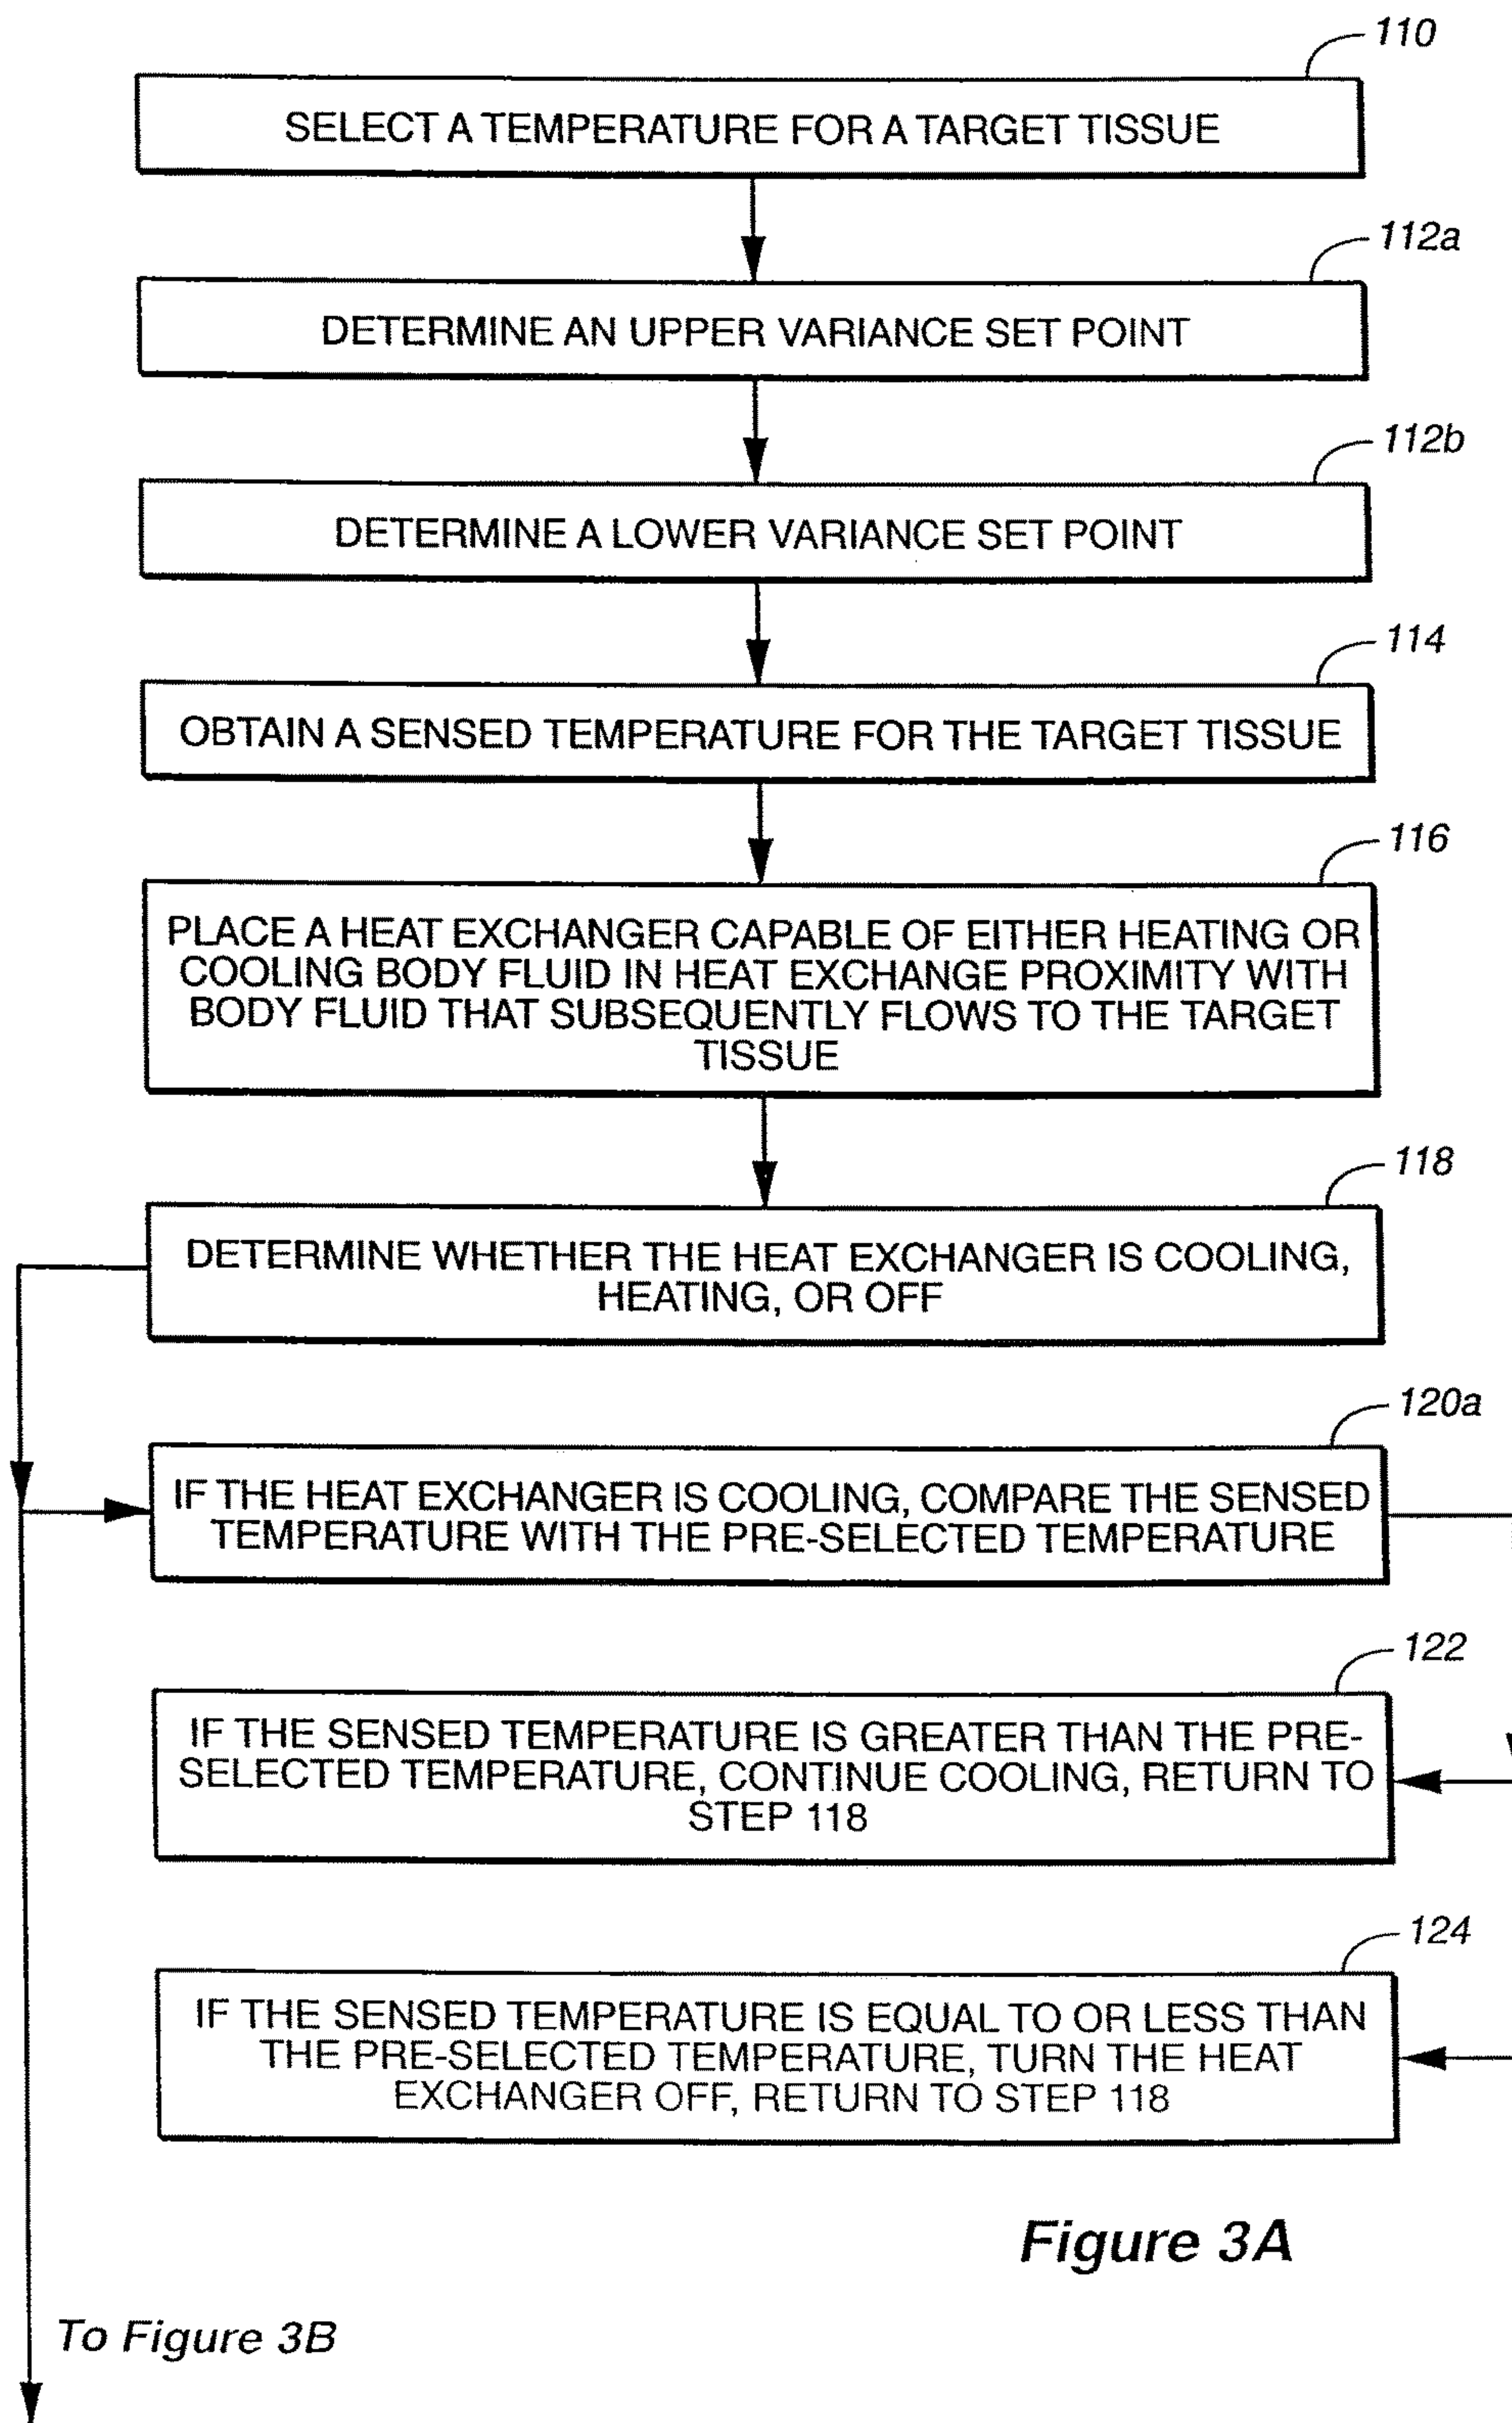 110
SELECT A TEMPERATURE FOR A TARGET TISSUE
112a
DETERMINE AN UPPER VARIANCE SET POINT
112b
DETERMINE A LOWER VARIANCE SET POINT
114
OBTAIN A SENSED TEMPERATURE FOR THE TARGET TISSUE
116
PLACE A HEAT EXCHANGER CAPABLE OF EITHER HEATING OR
COOLING BODY FLUID IN HEAT EXCHANGE PROXIMITY WITH
BODY FLUID THAT SUBSEQUENTLY FLOWS TO THE TARGET
TISSUE
118
DETERMINE WHETHER THE HEAT EXCHANGER IS COOLING,
HEATING, OR OFF
120a
IF THE HEAT EXCHANGER IS COOLING, COMPARE THE SENSED
TEMPERATURE WITH THE PRE-SELECTED TEMPERATURE
122
IF THE SENSED TEMPERATURE IS GREATER THAN THE PRE-
SELECTED TEMPERATURE, CONTINUE COOLING, RETURN TO
STEP 118
124
IF THE SENSED TEMPERATURE IS EQUAL TO OR LESS THAN
THE PRE-SELECTED TEMPERATURE, TURN THE HEAT
EXCHANGER OFF, RETURN TO STEP 118
Figure 3A
To Figure 3B